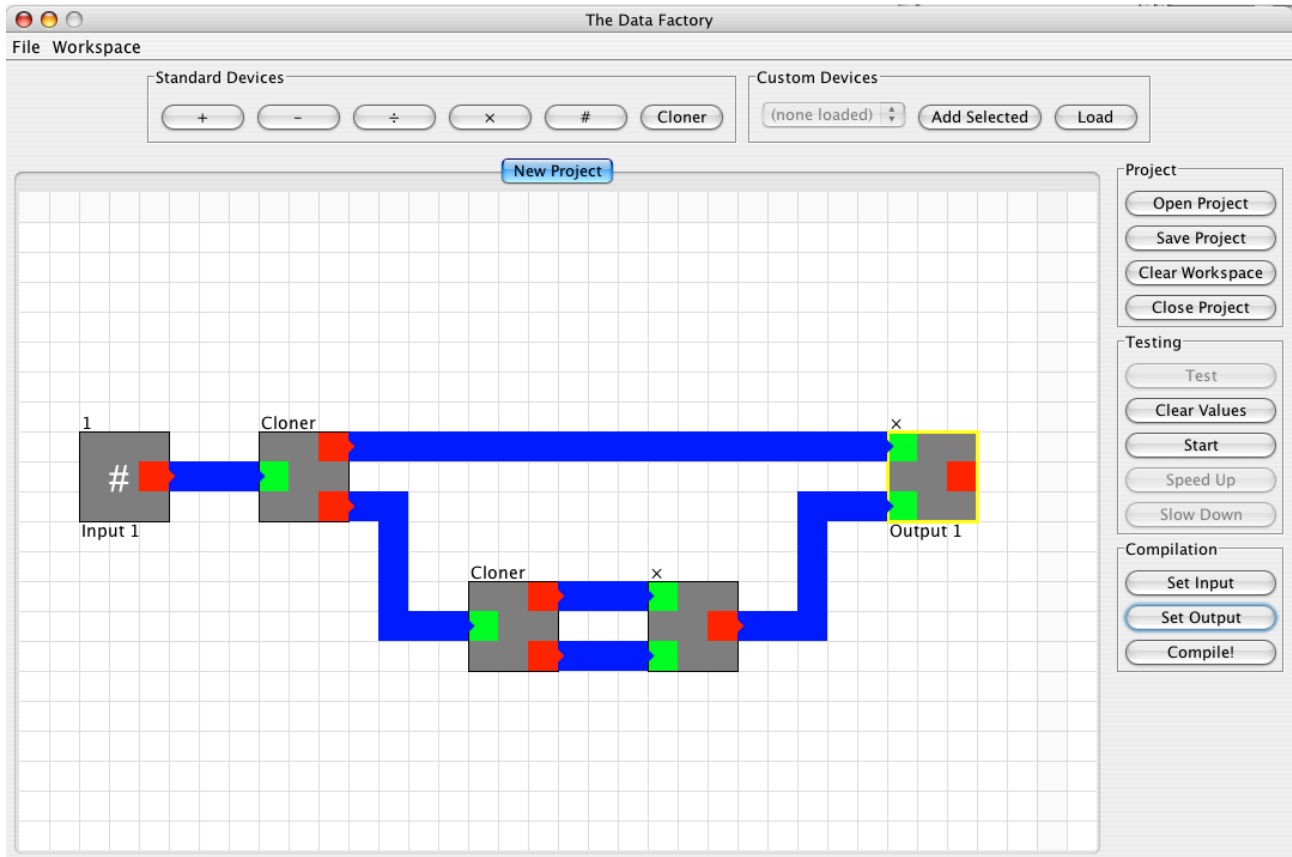 The Data Factory
File Workspace
Standard Devices
+ − ÷ × # Cloner
Custom Devices
(none loaded) Add Selected Load
New Project
Project
Open Project
Save Project
Clear Workspace
Close Project
Testing
Test
Clear Values
Start
Speed Up
Slow Down
Compilation
Set Input
Set Output
Compile!
1
#
Input 1
Cloner
Cloner
×
×
Output 1